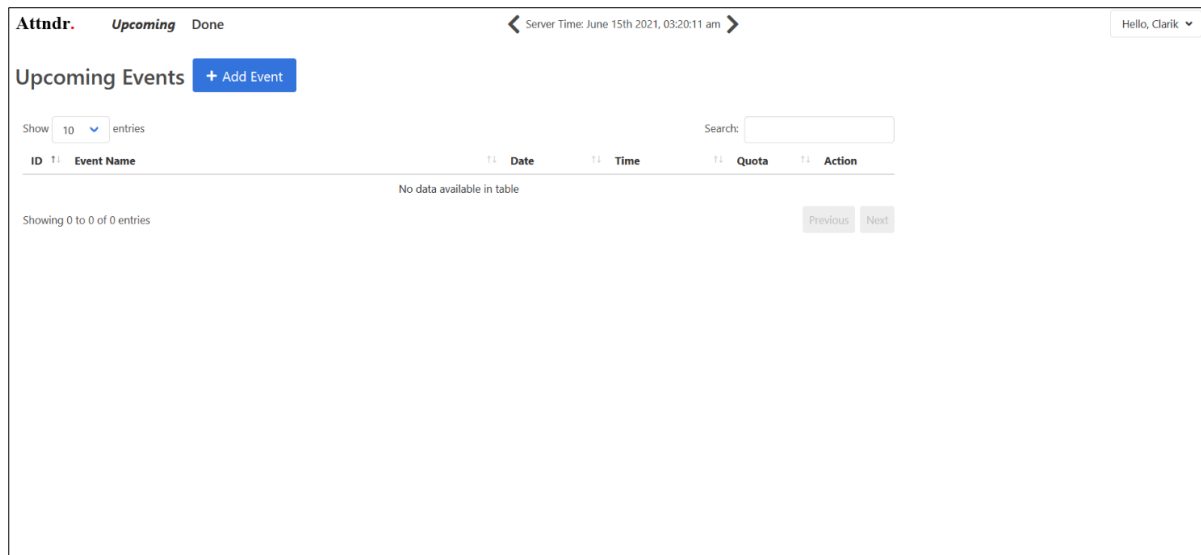 Attndr. Upcoming Done Server Time: June 15th 2021, 03:20:11 am Hello, Clarik
Upcoming Events + Add Event
Show 10 entries Search:
ID Event Name Date Time Quota Action
No data available in table
Showing 0 to 0 of 0 entries Previous Next